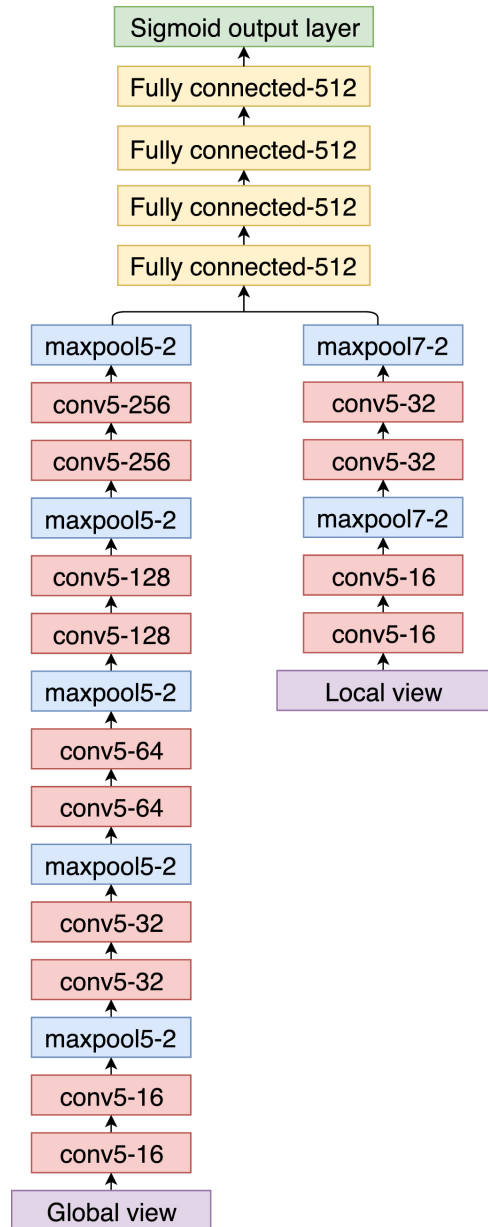 Sigmoid output layer
Fully connected-512
Fully connected-512
Fully connected-512
Fully connected-512
maxpool5-2
conv5-256
conv5-256
maxpool5-2
conv5-128
conv5-128
maxpool5-2
conv5-64
conv5-64
maxpool5-2
conv5-32
conv5-32
maxpool5-2
conv5-16
conv5-16
Global view
maxpool7-2
conv5-32
conv5-32
maxpool7-2
conv5-16
conv5-16
Local view